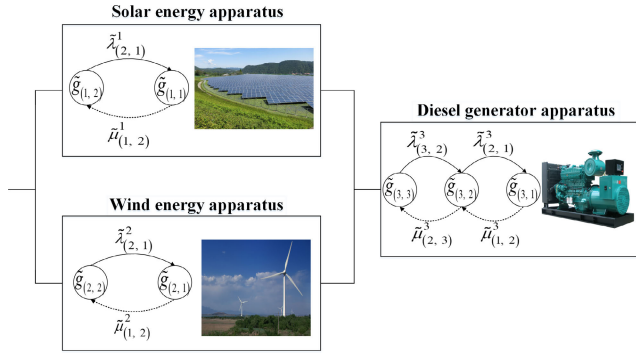 Solar energy apparatus
λ̃¹₍₂, ₁₎
g̃₍₁, ₂₎ g̃₍₁, ₁₎
μ̃¹₍₁, ₂₎
Wind energy apparatus
λ̃²₍₂, ₁₎
g̃₍₂, ₂₎ g̃₍₂, ₁₎
μ̃²₍₁, ₂₎
Diesel generator apparatus
λ̃³₍₃, ₂₎ λ̃³₍₂, ₁₎
g̃₍₃, ₃₎ g̃₍₃, ₂₎ g̃₍₃, ₁₎
μ̃³₍₂, ₃₎ μ̃³₍₁, ₂₎